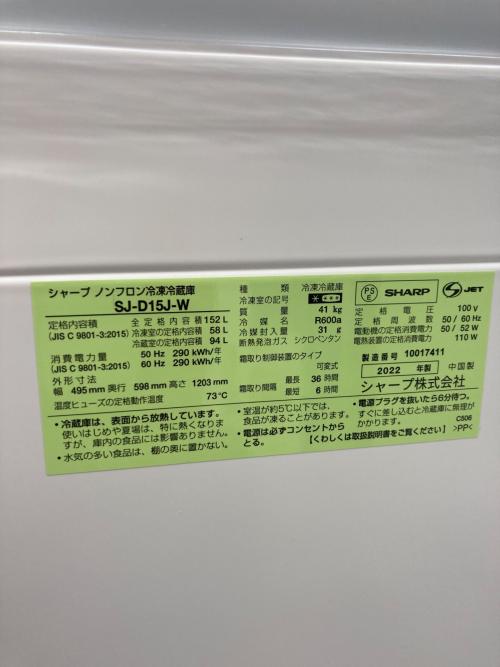 シャープ ノンフロン冷凍冷蔵庫
SJ-D15J-W
定格内容積 全定格内容積 152 L
(JIS C 9801-3:2015) 冷凍室の定格内容積 58 L
冷蔵室の定格内容積 94 L
消費電力量 50 Hz 290 kWh/年
(JIS C 9801-3:2015) 60 Hz 290 kWh/年
外形寸法
幅 495 mm 奥行 598 mm 高さ 1203 mm
温度ヒューズの定格動作温度 73℃
種類 冷凍冷蔵庫
冷凍室の記号 * ***
質量 41 kg
冷媒名 R600a
冷媒封入量 31 g
断熱発泡ガス シクロペンタン
霜取り制御装置のタイプ
可変式
霜取り間隔 最長 36 時間
最短 6 時間
PS E SHARP JET
定格電圧 100 V
定格周波数 50 / 60 Hz
電動機の定格消費電力 50 / 52 W
電熱装置の定格消費電力 110 W
製造番号 10017411
2022 年製 中国製
シャープ株式会社
・冷蔵庫は、表面から放熱しています。
使いはじめや夏場は、特に熱くなりま
すが、庫内の食品には影響ありません。
・水気の多い食品は、棚の奥に置かない。
・室温が約5℃以下では、
食品が凍ることがあります。
・電源は必ずコンセントから
とる。
・電源プラグを抜いたら6分待つ。
すぐに差し込むと冷蔵庫に無理が
かかります。 C506
【くわしくは取扱説明書をご覧ください】 >PP<